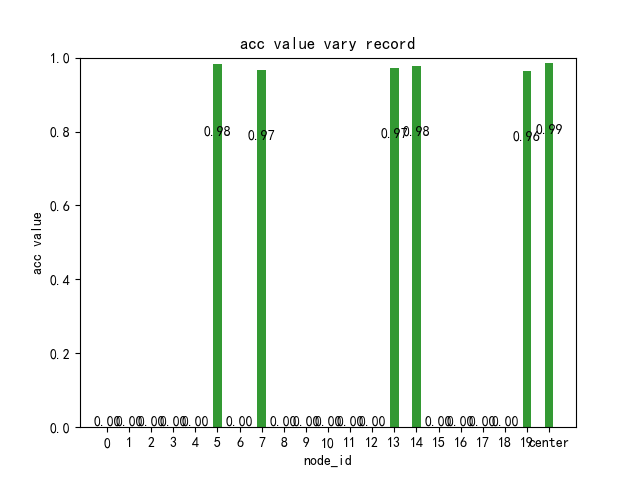 acc value vary record
1.0
0.8
0.6
0.4
0.2
0.0
acc value
0.00 0.00 0.00 0.00 0.00 0.98 0.00 0.97 0.00 0.00 0.00 0.00 0.00 0.97 0.98 0.00 0.00 0.00 0.00 0.96 0.99
0 1 2 3 4 5 6 7 8 9 10 11 12 13 14 15 16 17 18 19 center
node_id